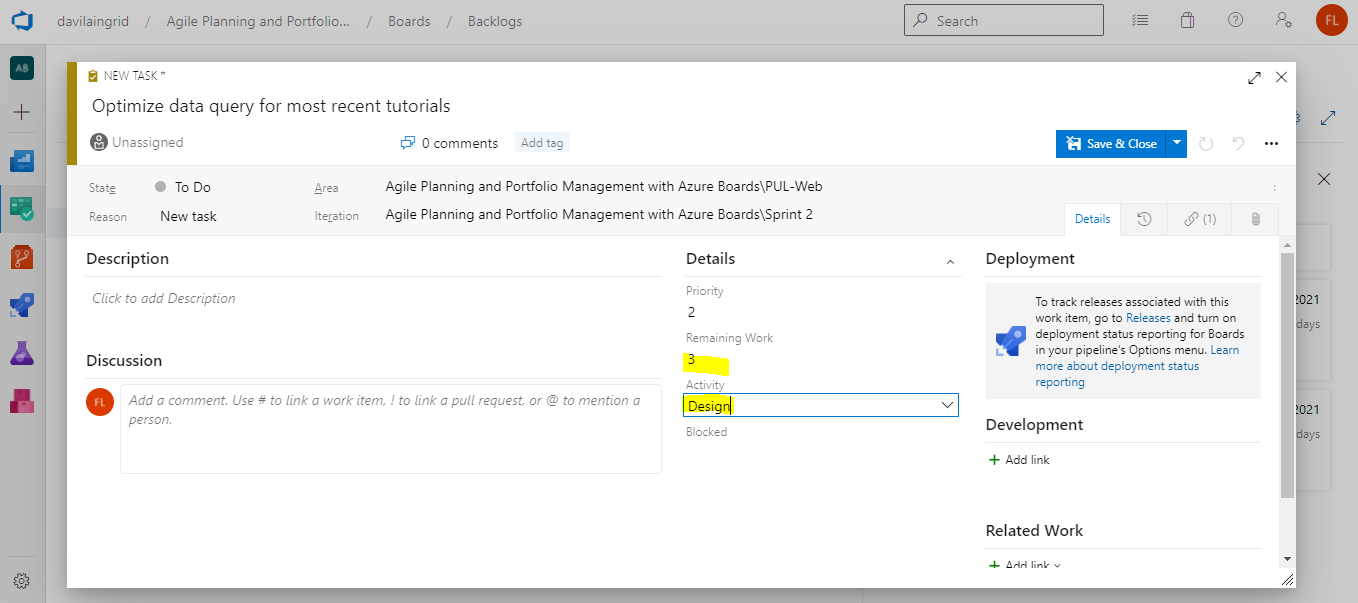 davilaingrid / Agile Planning and Portfolio... / Boards / Backlogs
Search
FL
AB
NEW TASK *
Optimize data query for most recent tutorials
Unassigned
0 comments
Add tag
Save & Close
State
To Do
Area
Agile Planning and Portfolio Management with Azure Boards\PUL-Web
Reason
New task
Iteration
Agile Planning and Portfolio Management with Azure Boards\Sprint 2
Details
(1)
Description
Click to add Description
Discussion
FL
Add a comment. Use # to link a work item, ! to link a pull request, or @ to mention a
person.
Details
Priority
2
Remaining Work
3
Activity
Design
Blocked
Deployment
To track releases associated with this
work item, go to Releases and turn on
deployment status reporting for Boards
in your pipeline's Options menu. Learn
more about deployment status
reporting
Development
+ Add link
Related Work
+ Add link
2021
days
2021
days